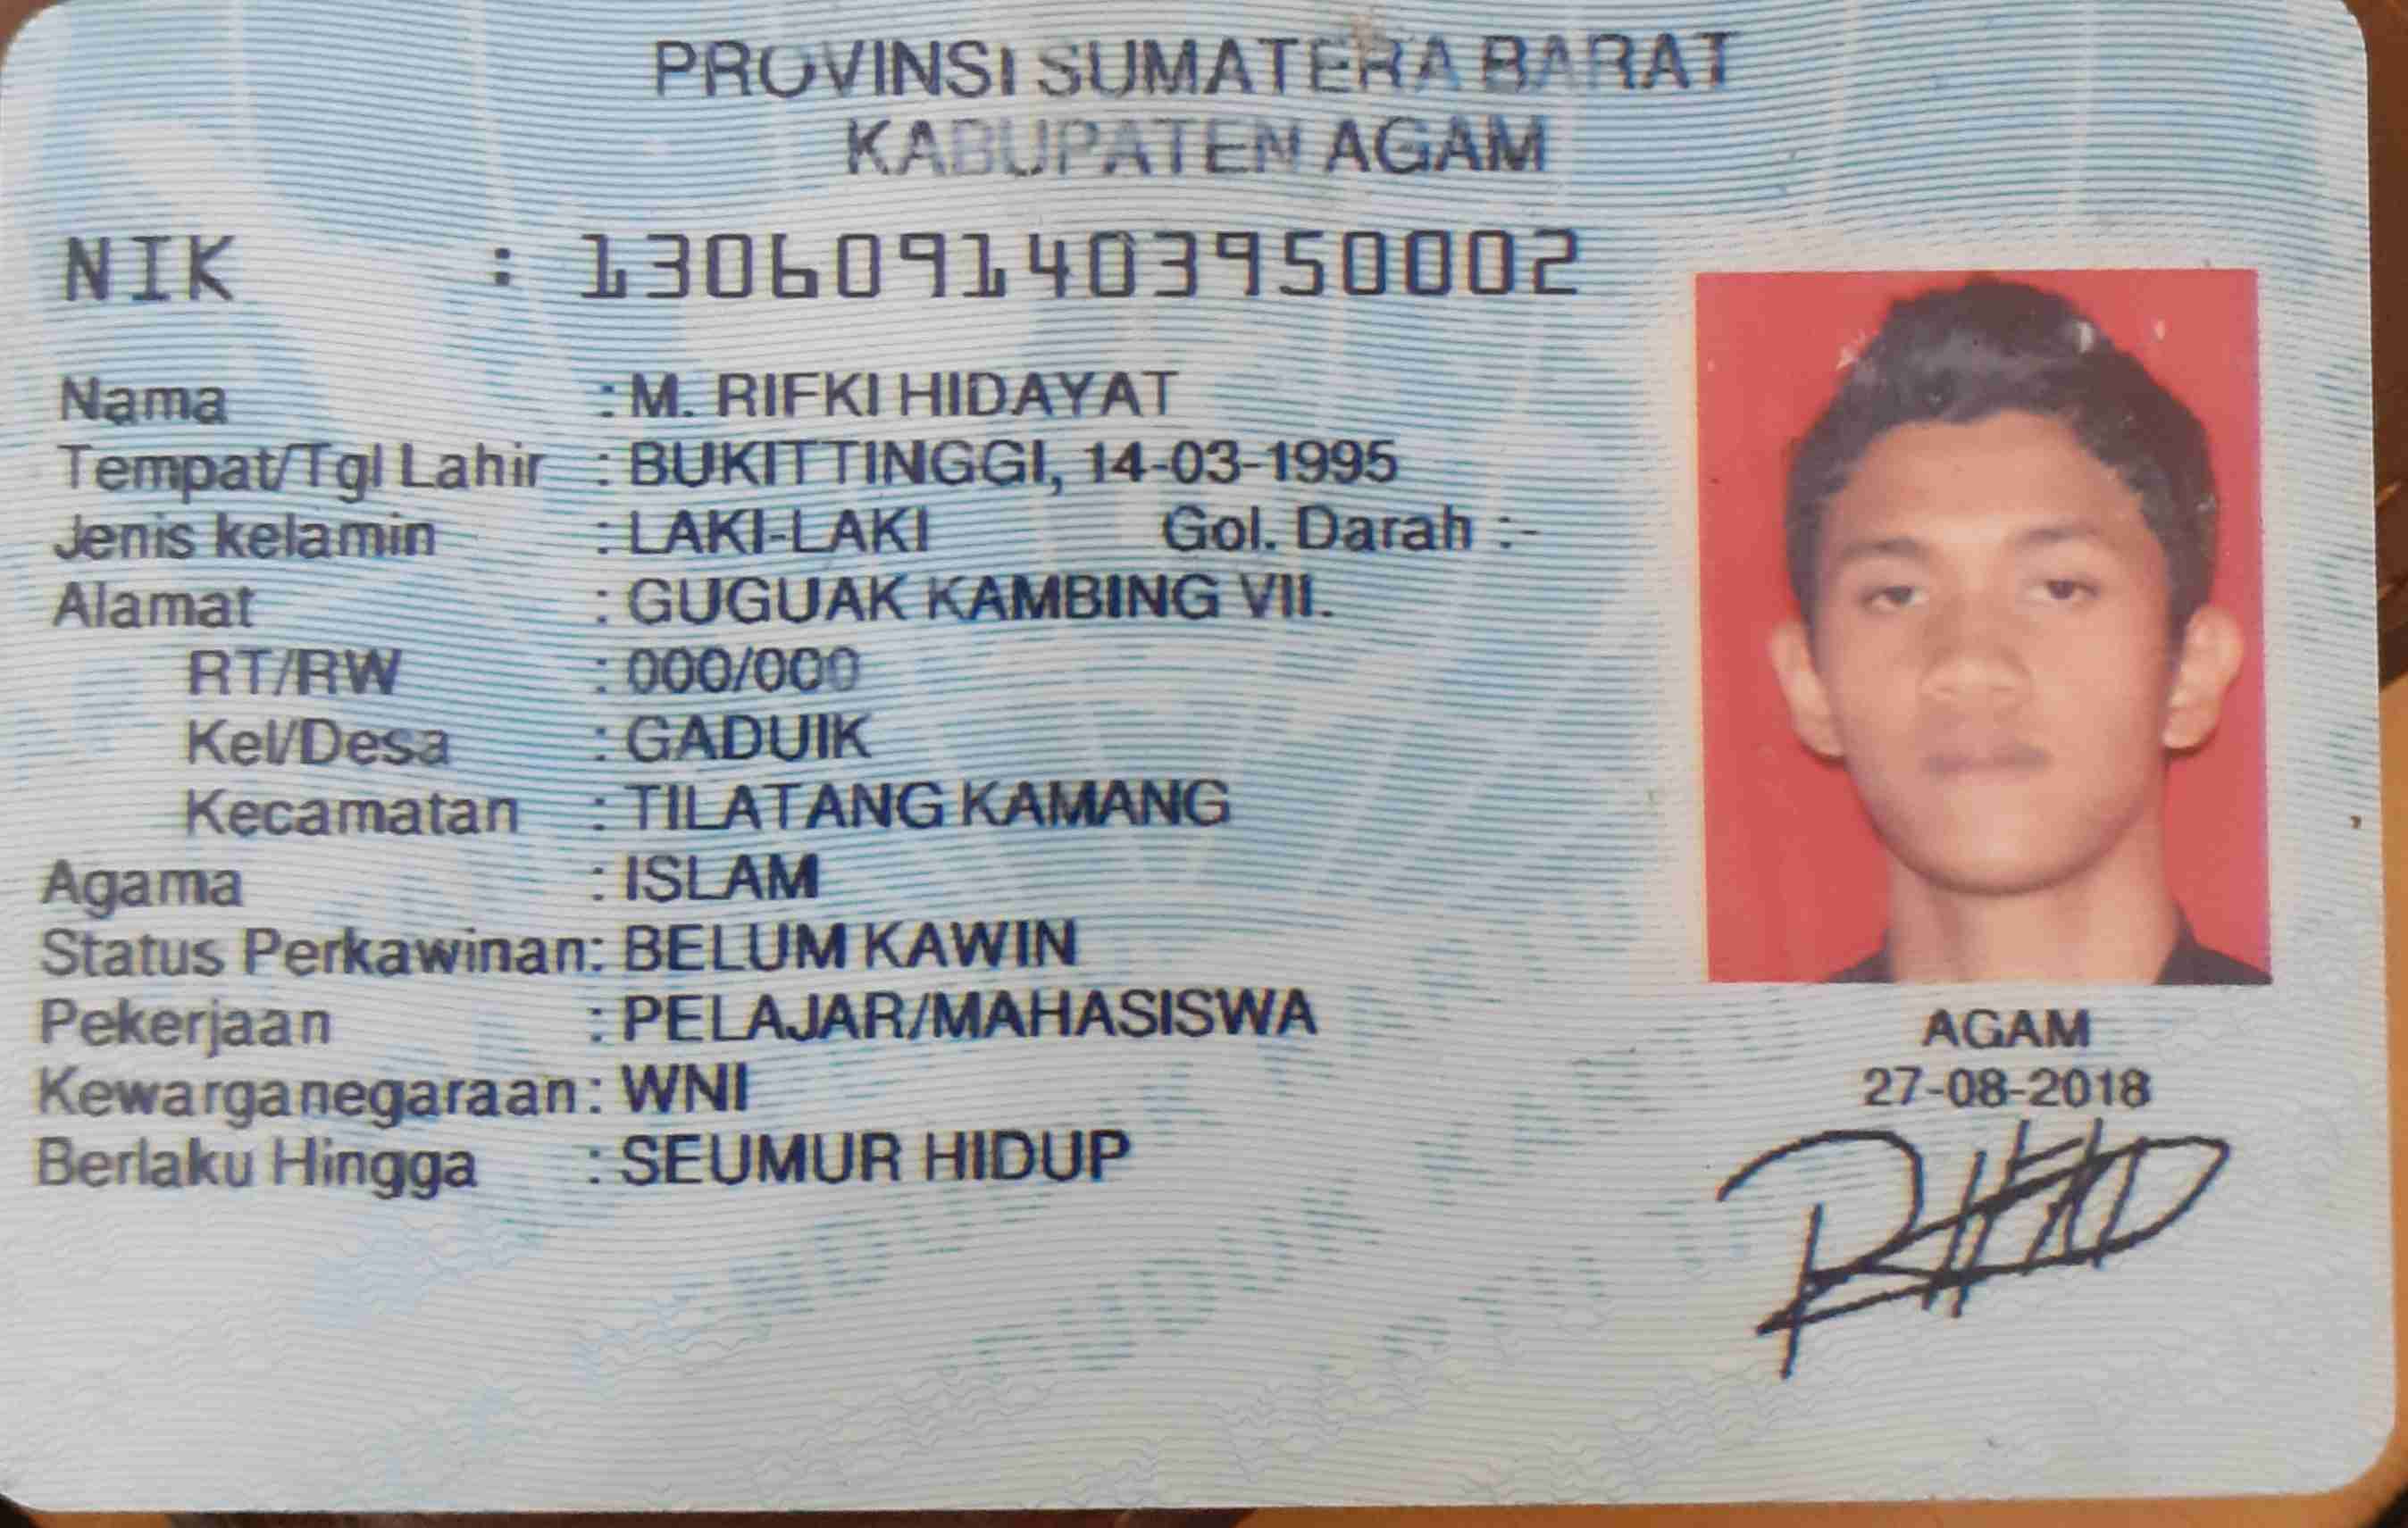 PROVINSI SUMATERA BARAT
KABUPATEN AGAM
NIK : 1306091403950002
Nama : M. RIFKI HIDAYAT
Tempat/Tgl Lahir : BUKITTINGGI, 14-03-1995
Jenis kelamin : LAKI-LAKI Gol. Darah :-
Alamat : GUGUAK KAMBING VII.
RT/RW : 000/000
Kel/Desa : GADUIK
Kecamatan : TILATANG KAMANG
Agama : ISLAM
Status Perkawinan: BELUM KAWIN
Pekerjaan : PELAJAR/MAHASISWA
Kewarganegaraan: WNI
Berlaku Hingga : SEUMUR HIDUP
AGAM
27-08-2018